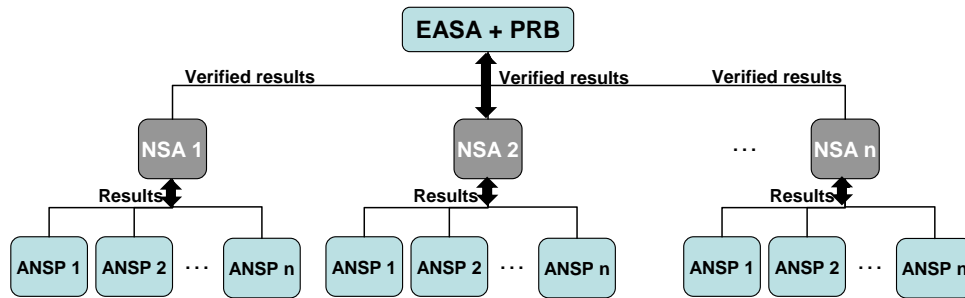 EASA + PRB
Verified results Verified results Verified results
NSA 1 NSA 2 ... NSA n
Results Results Results
ANSP 1 ANSP 2 ... ANSP n ANSP 1 ANSP 2 ... ANSP n ANSP 1 ANSP 2 ... ANSP n